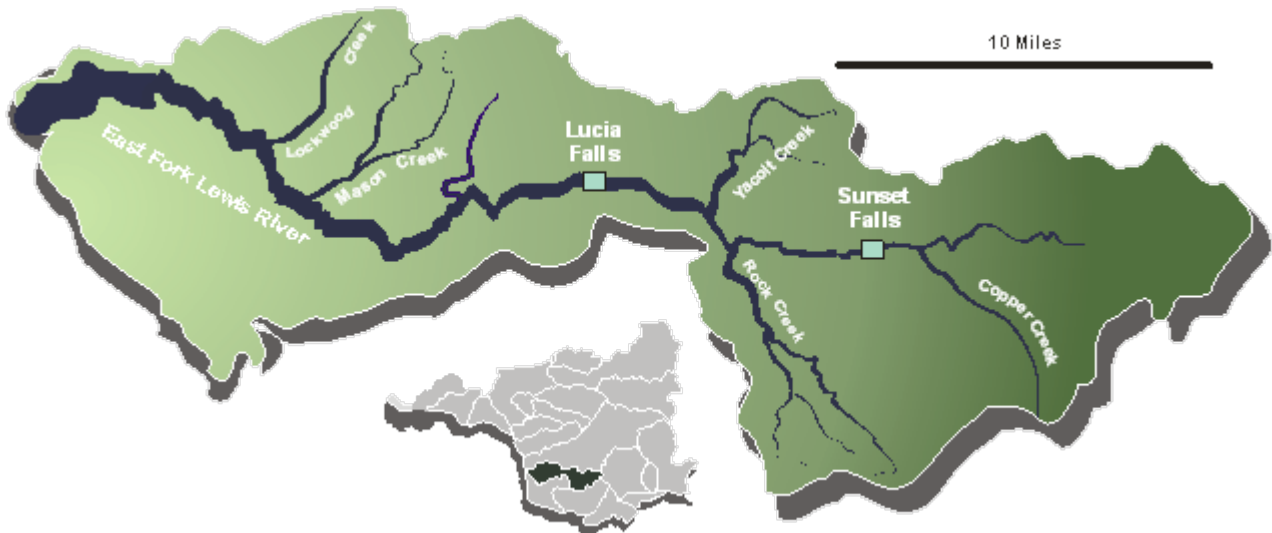 10 Miles
Lockwood Creek
East Fork Lewis River
Mason Creek
Lucia
Falls
Yacolt Creek
Sunset
Falls
Rock Creek
Copper Creek